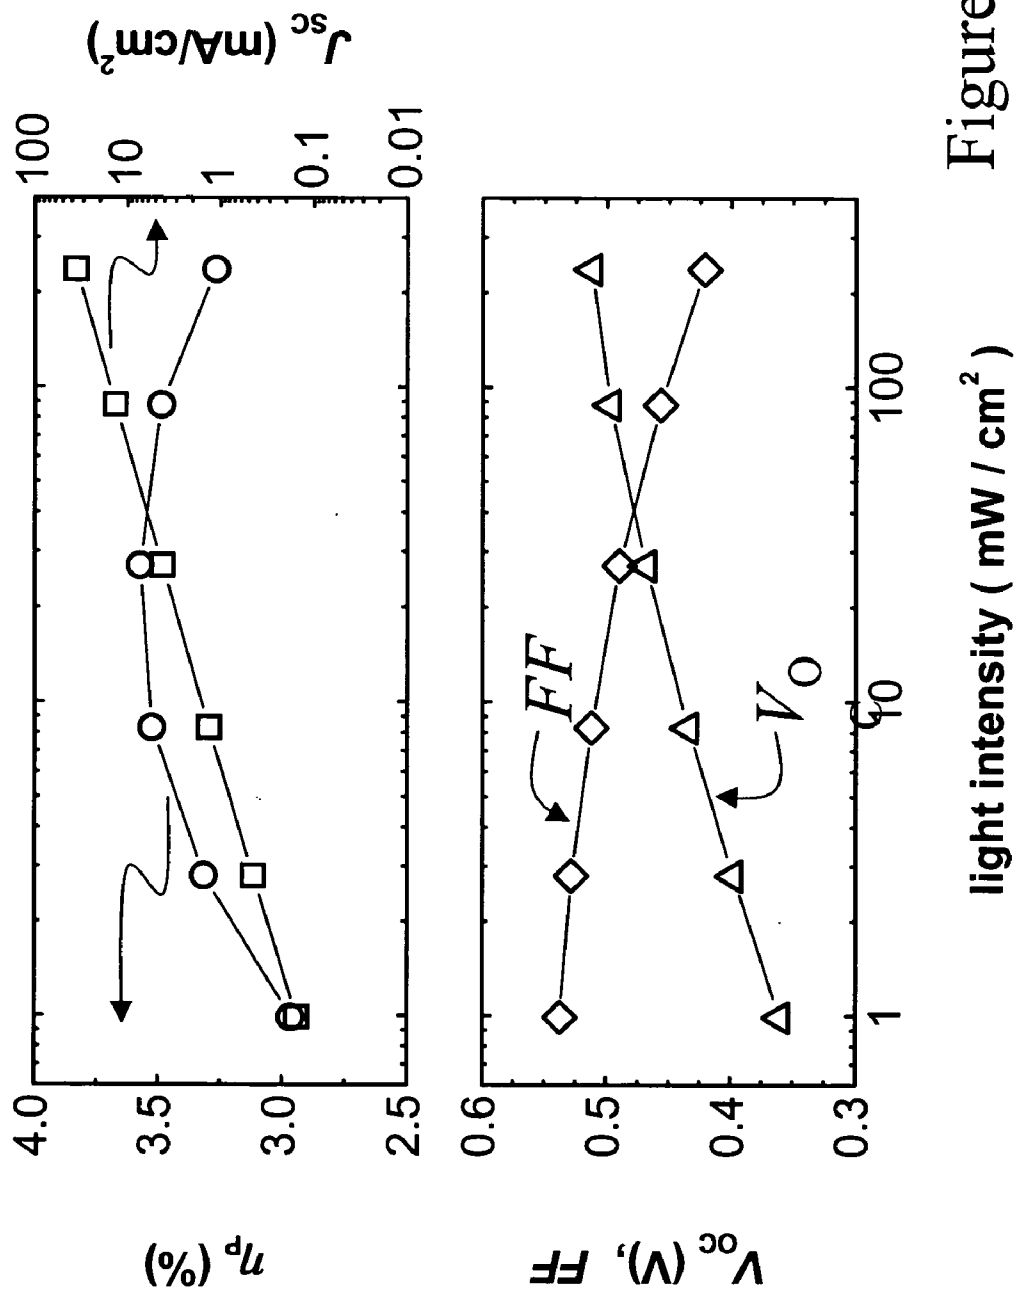 J_SC (mA/cm²)
100
10
1
0.1
0.01
4.0
3.5
3.0
2.5
η_P (%)
FF
V_O
C
0.6
0.5
0.4
0.3
V_OC (V), FF
1
10
100
light intensity ( mW / cm² )
Figure